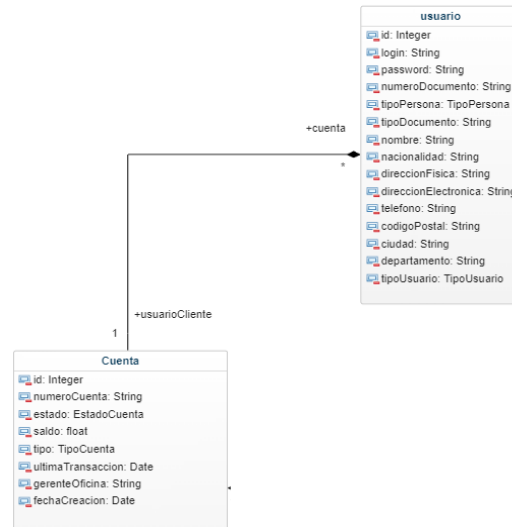 usuario
id: Integer
login: String
password: String
numeroDocumento: String
tipoPersona: TipoPersona
tipoDocumento: String
nombre: String
nacionalidad: String
direccionFisica: String
direccionElectronica: String
telefono: String
codigoPostal: String
ciudad: String
departamento: String
tipoUsuario: TipoUsuario
+cuenta
*
+usuarioCliente
1
Cuenta
id: Integer
numeroCuenta: String
estado: EstadoCuenta
saldo: float
tipo: TipoCuenta
ultimaTransaccion: Date
gerenteOficina: String
fechaCreacion: Date